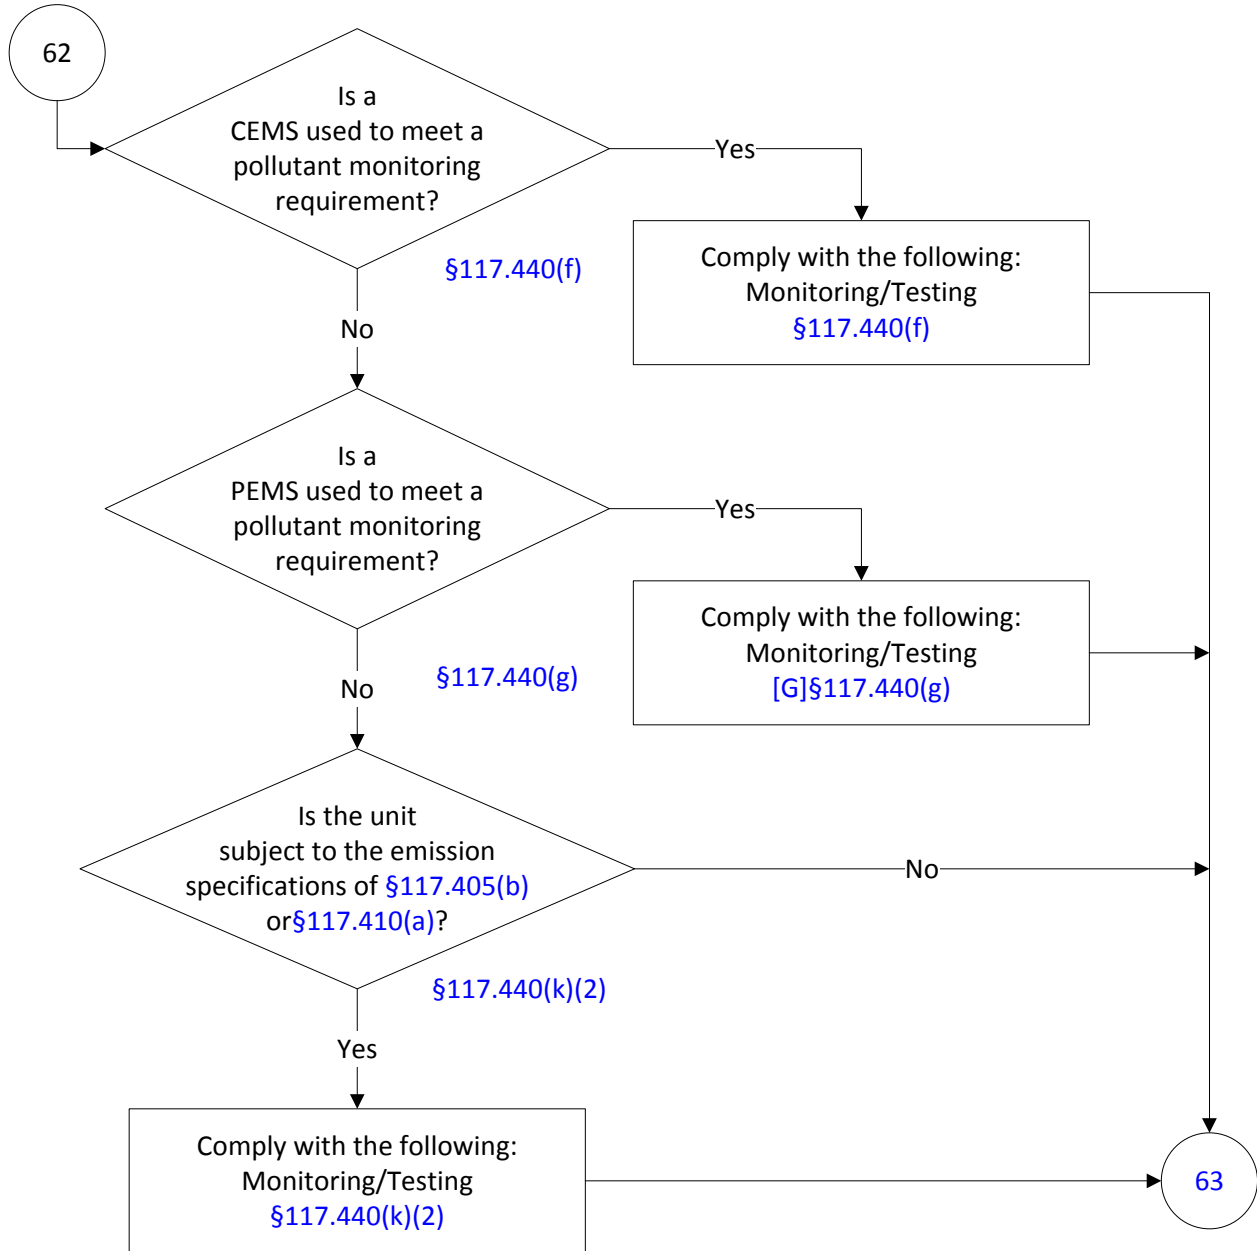 62
Is a
CEMS used to meet a
pollutant monitoring
requirement?
Yes
§117.440(f)
Comply with the following:
Monitoring/Testing
§117.440(f)
No
Is a
PEMS used to meet a
pollutant monitoring
requirement?
Yes
§117.440(g)
Comply with the following:
Monitoring/Testing
[G]§117.440(g)
No
Is the unit
subject to the emission
specifications of §117.405(b)
or§117.410(a)?
No
§117.440(k)(2)
Yes
Comply with the following:
Monitoring/Testing
§117.440(k)(2)
63